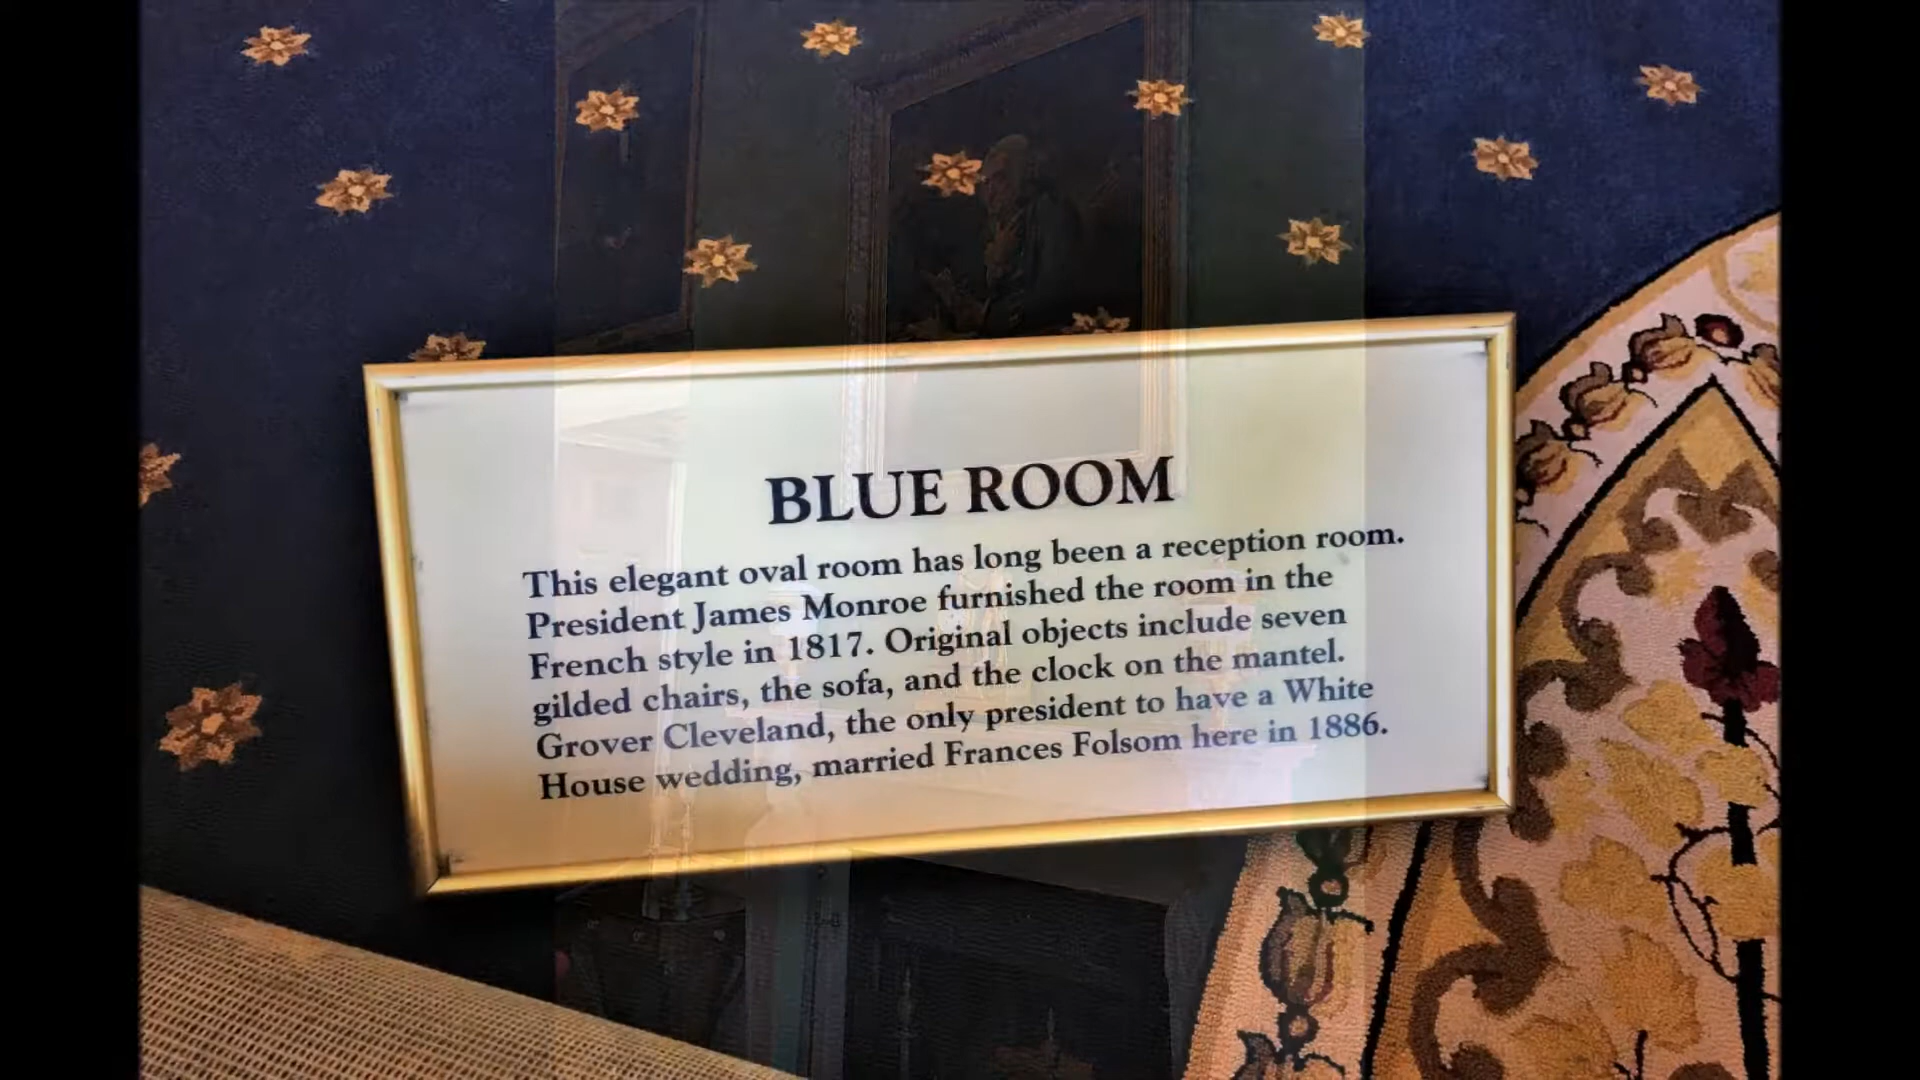 BLUE ROOM
This elegant oval room has long been a reception room.
President James Monroe furnished the room in the
French style in 1817. Original objects include seven
gilded chairs, the sofa, and the clock on the mantel.
Grover Cleveland, the only president to have a White
House wedding, married Frances Folsom here in 1886.